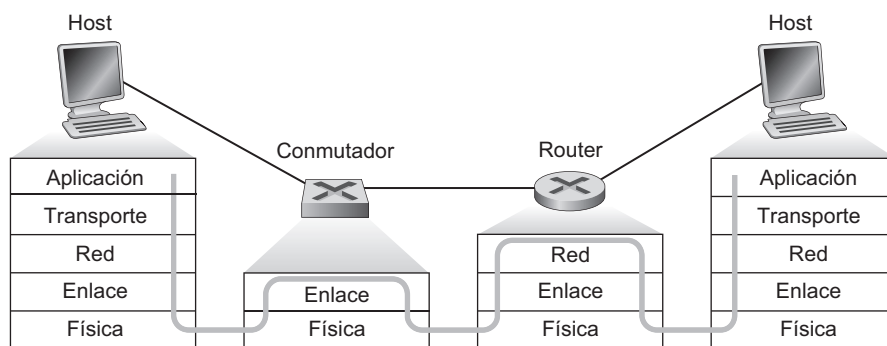 Host
Host
Conmutador
Router
Aplicación
Transporte
Red
Enlace
Física
Enlace
Física
Red
Enlace
Física
Aplicación
Transporte
Red
Enlace
Física